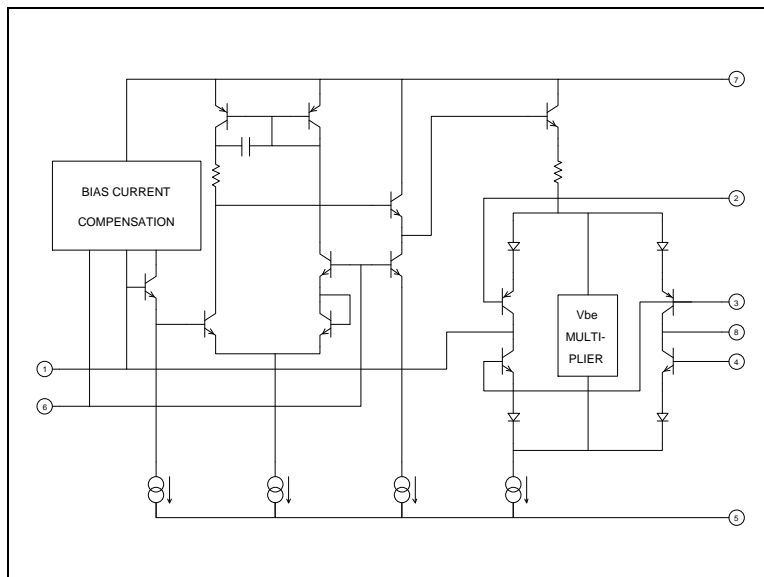 7
BIAS CURRENT
COMPENSATION
2
Vbe
MULTI-
PLIER
3
8
4
1
6
5